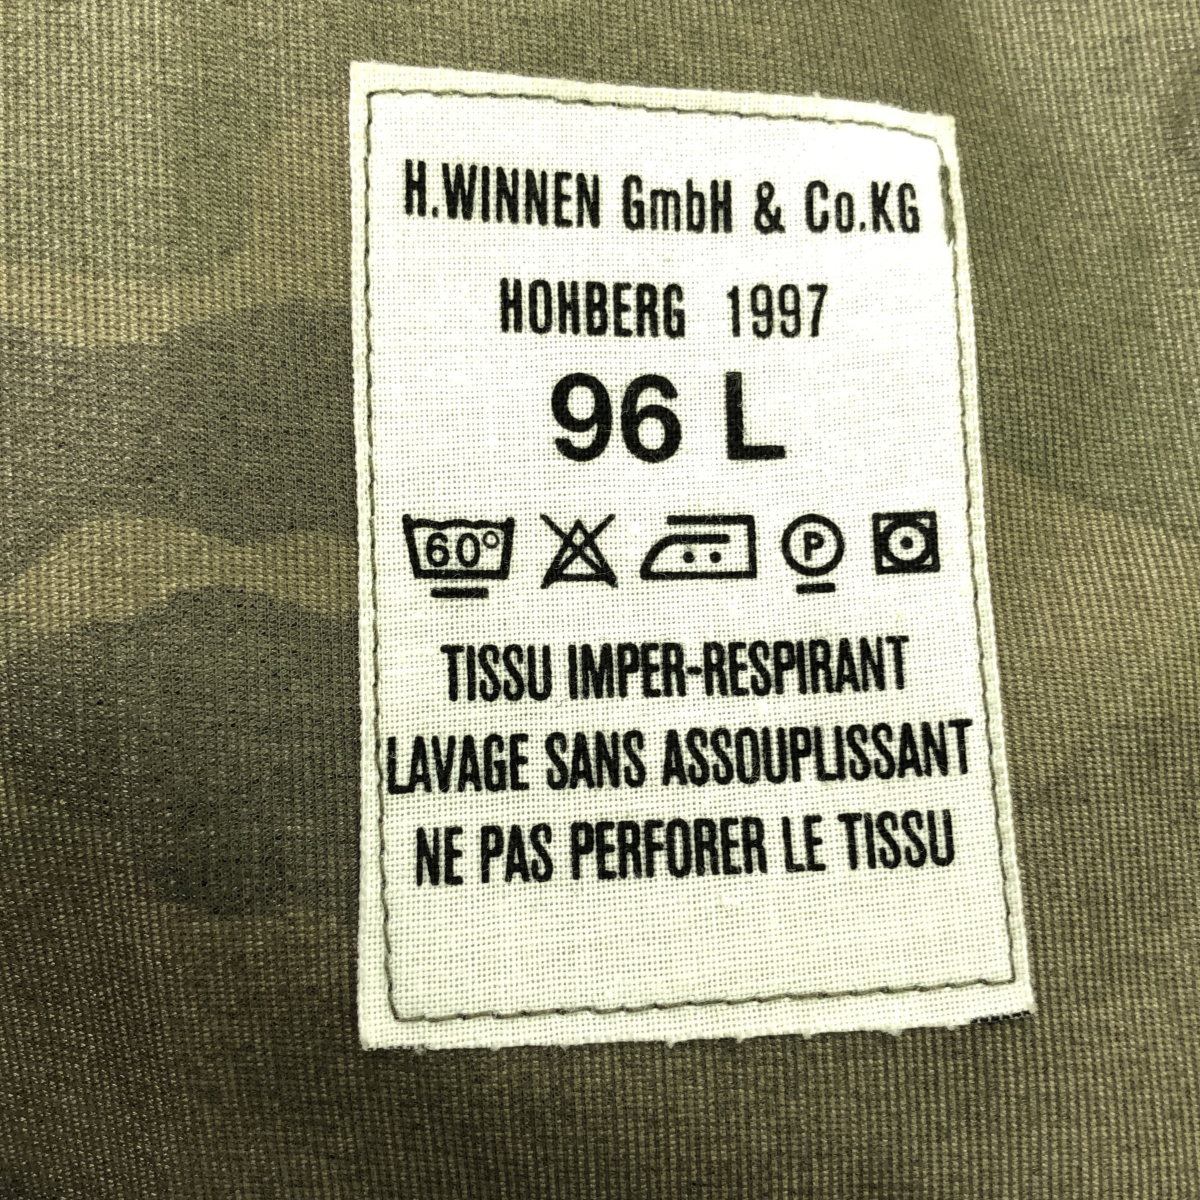 H.WINNEN GmbH & Co.KG
HOHBERG 1997
96 L
60° P
TISSU IMPER-RESPIRANT
LAVAGE SANS ASSOUPLISSANT
NE PAS PERFORER LE TISSU